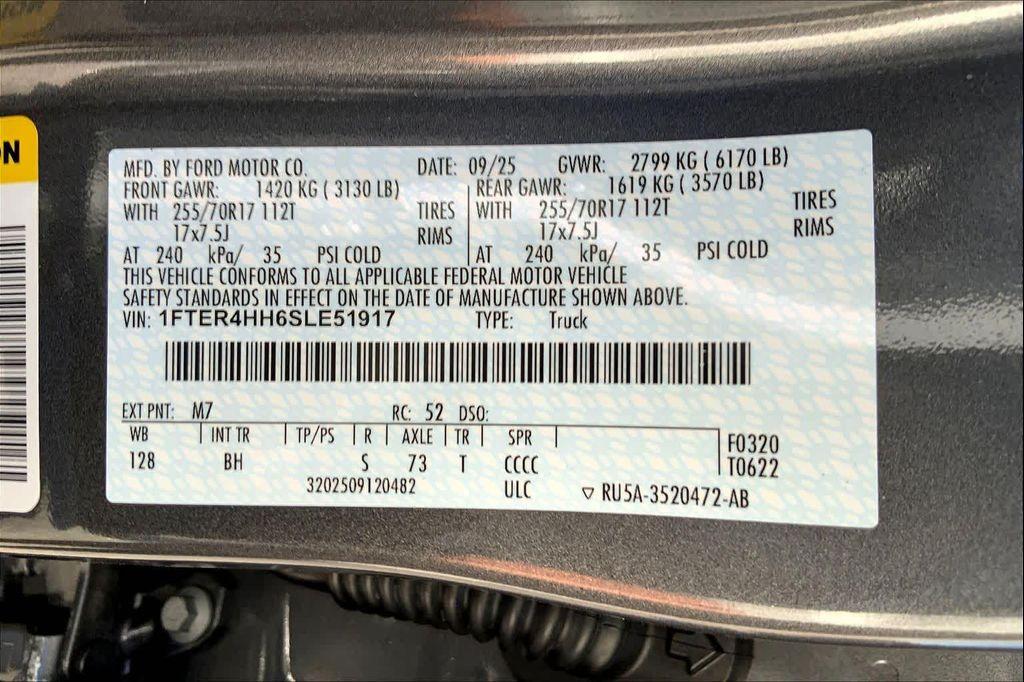 N
MFD. BY FORD MOTOR CO. DATE: 09/25 GVWR: 2799 KG ( 6170 LB)
FRONT GAWR: 1420 KG ( 3130 LB) REAR GAWR: 1619 KG ( 3570 LB)
WITH 255/70R17 112T TIRES WITH 255/70R17 112T TIRES
17x7.5J RIMS 17x7.5J RIMS
AT 240 kPa/ 35 PSI COLD AT 240 kPa/ 35 PSI COLD
THIS VEHICLE CONFORMS TO ALL APPLICABLE FEDERAL MOTOR VEHICLE
SAFETY STANDARDS IN EFFECT ON THE DATE OF MANUFACTURE SHOWN ABOVE.
VIN: 1FTER4HH6SLE51917 TYPE: Truck
EXT PNT: M7 RC: 52 DSO:
WB INT TR TP/PS R AXLE TR SPR F0320
128 BH S 73 T CCCC T0622
3202509120482 ULC ▽ RU5A-3520472-AB